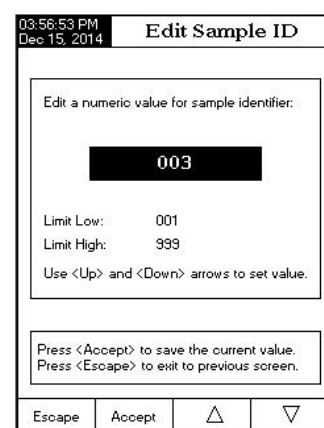 03:56:53 PM
Dec 15, 2014
Edit Sample ID
Edit a numeric value for sample identifier:
003
Limit Low: 001
Limit High: 999
Use <Up> and <Down> arrows to set value.
Press <Accept> to save the current value.
Press <Escape> to exit to previous screen.
Escape Accept △ ▽